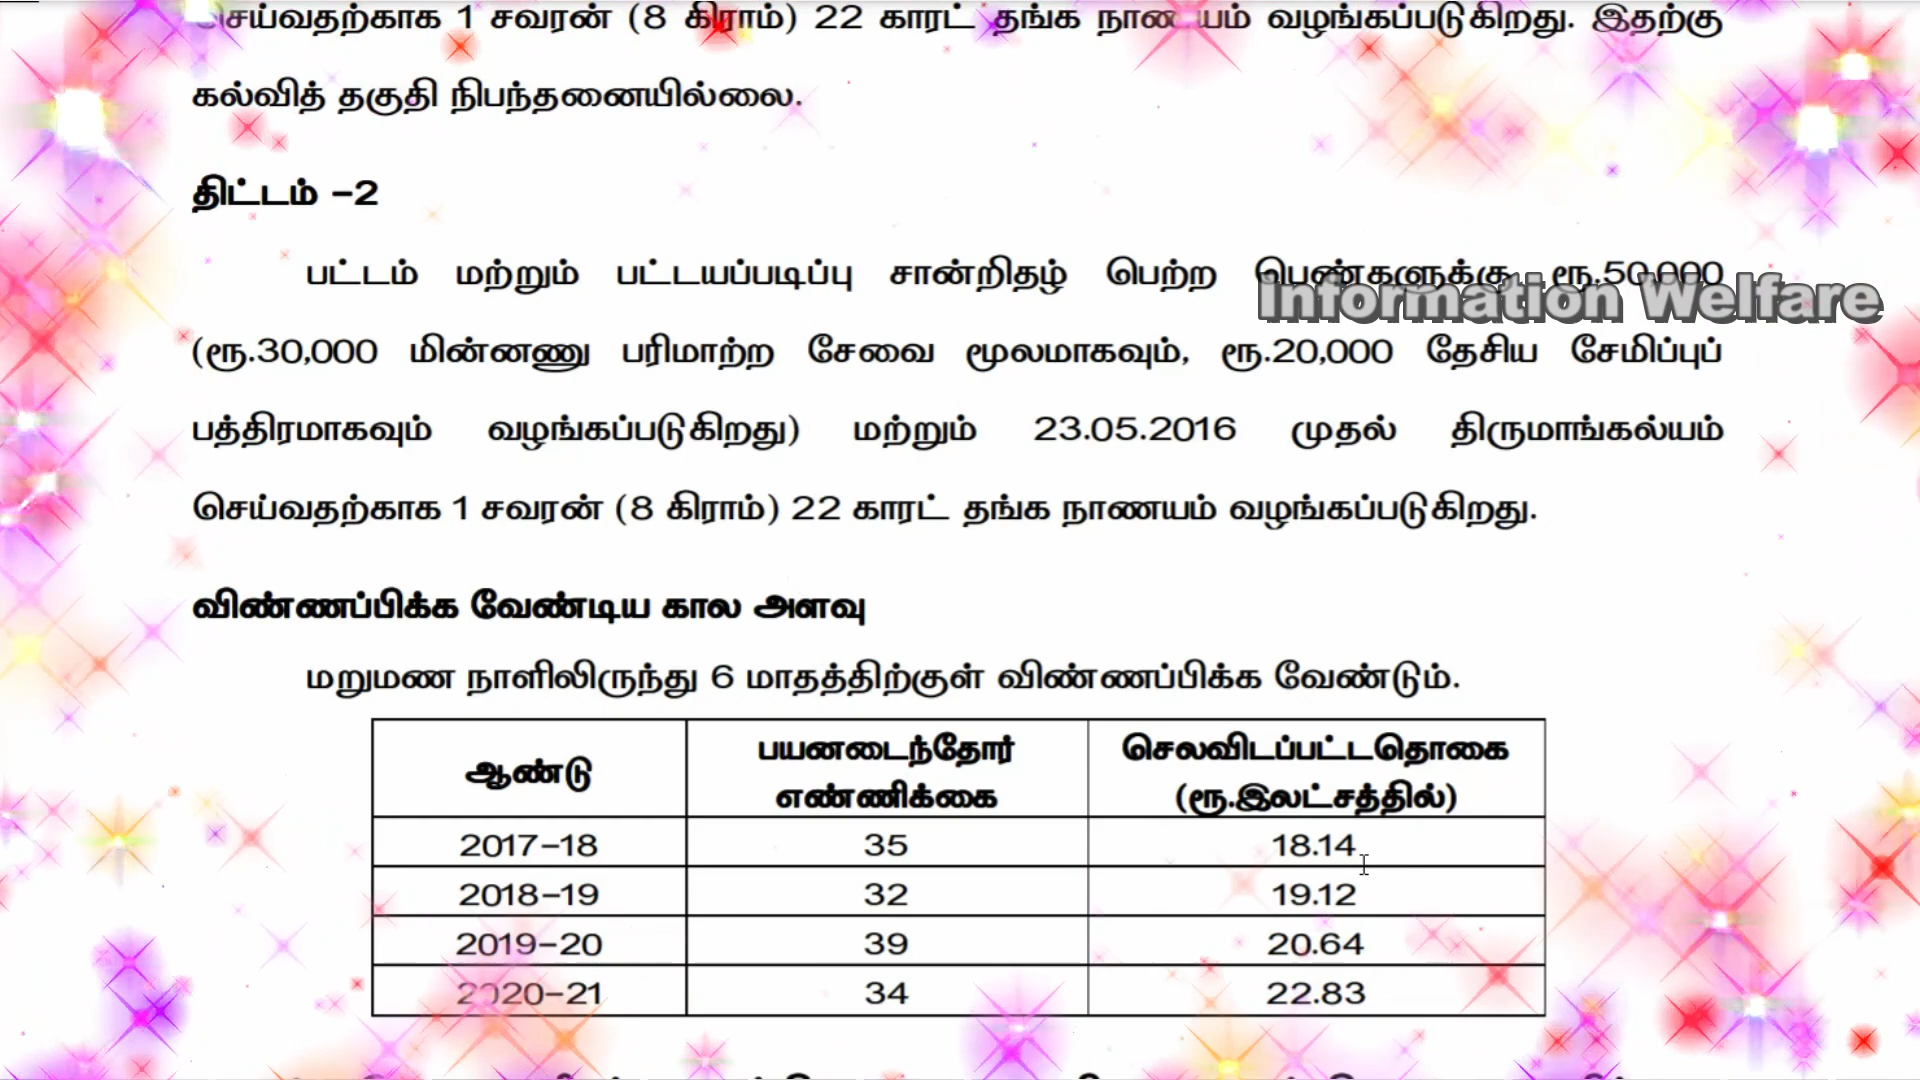 செய்வதற்காக 1 சவரன் (8 கிராம்) 22 காரட் தங்க நாணயம் வழங்கப்படுகிறது. இதற்கு
கல்வித் தகுதி நிபந்தனையில்லை.
திட்டம் –2
பட்டம் மற்றும் பட்டயப்படிப்பு சான்றிதழ் பெற்ற பெண்களுக்கு ரூ.50,000
Information Welfare
(ரூ.30,000 மின்னணு பரிமாற்ற சேவை மூலமாகவும், ரூ.20,000 தேசிய சேமிப்புப்
பத்திரமாகவும் வழங்கப்படுகிறது) மற்றும் 23.05.2016 முதல் திருமாங்கல்யம்
செய்வதற்காக 1 சவரன் (8 கிராம்) 22 காரட் தங்க நாணயம் வழங்கப்படுகிறது.
விண்ணப்பிக்க வேண்டிய கால அளவு
மறுமண நாளிலிருந்து 6 மாதத்திற்குள் விண்ணப்பிக்க வேண்டும்.
ஆண்டு பயனடைந்தோர் எண்ணிக்கை செலவிடப்பட்டதொகை (ரூ.இலட்சத்தில்)
2017–18 35 18.14
2018–19 32 19.12
2019–20 39 20.64
2020–21 34 22.83